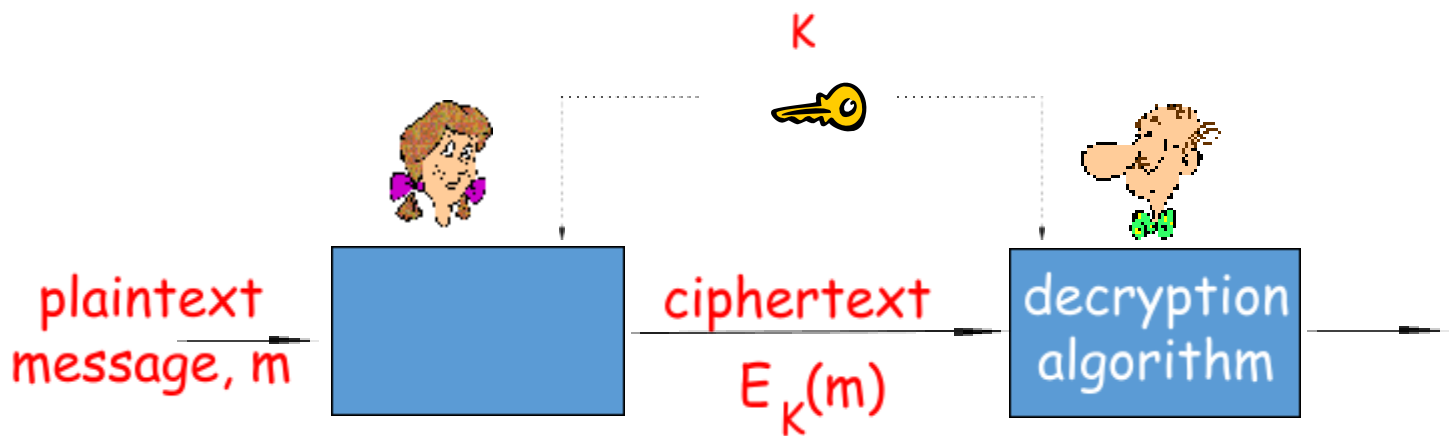 K
plaintext
message, m
ciphertext
E_K(m)
decryption
algorithm